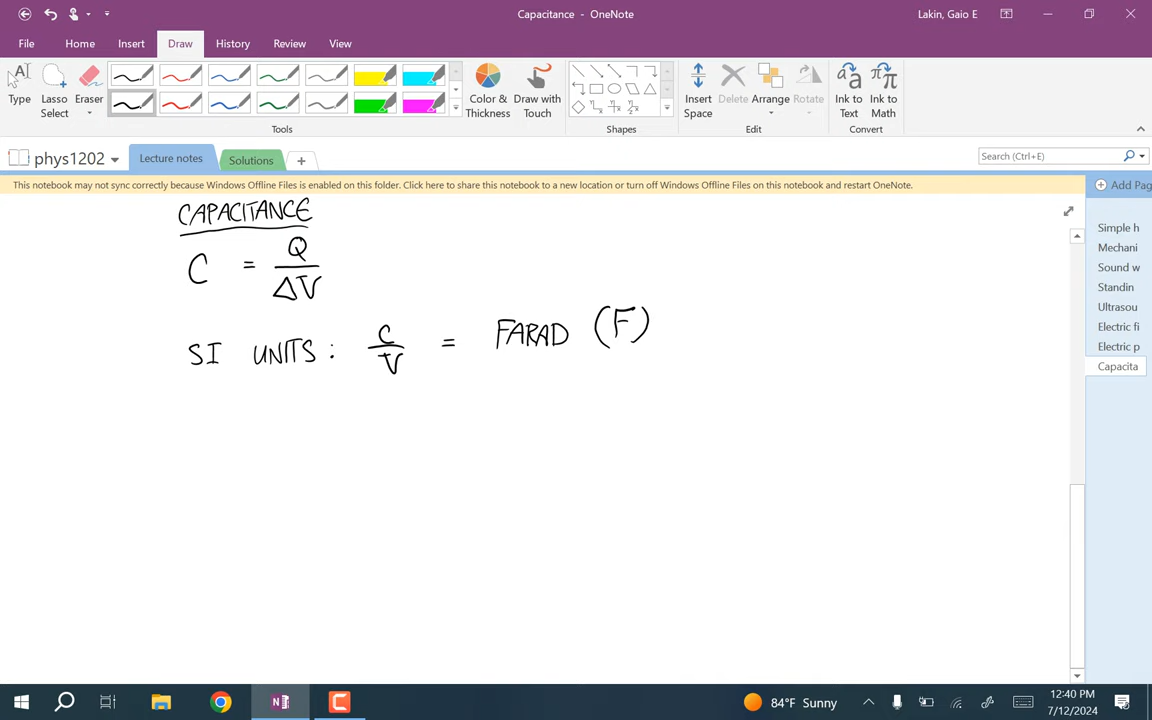 Capacitance - OneNote
Lakin, Gaio E
File Home Insert Draw History Review View
Type
Lasso Select
Eraser
Color & Thickness
Draw with Touch
Insert Space
Delete
Arrange
Rotate
Ink to Text
Ink to Math
Tools
Shapes
Edit
Convert
phys1202
Lecture notes
Solutions
Search (Ctrl+E)
This notebook may not sync correctly because Windows Offline Files is enabled on this folder. Click here to share this notebook to a new location or turn off Windows Offline Files on this notebook and restart OneNote.
Add Pag
Simple h
Mechani
Sound w
Standin
Ultrasou
Electric fi
Electric p
Capacita
CAPACITANCE
C = Q / ΔV
SI UNITS: C / V = FARAD (F)
84°F Sunny
12:40 PM
7/12/2024